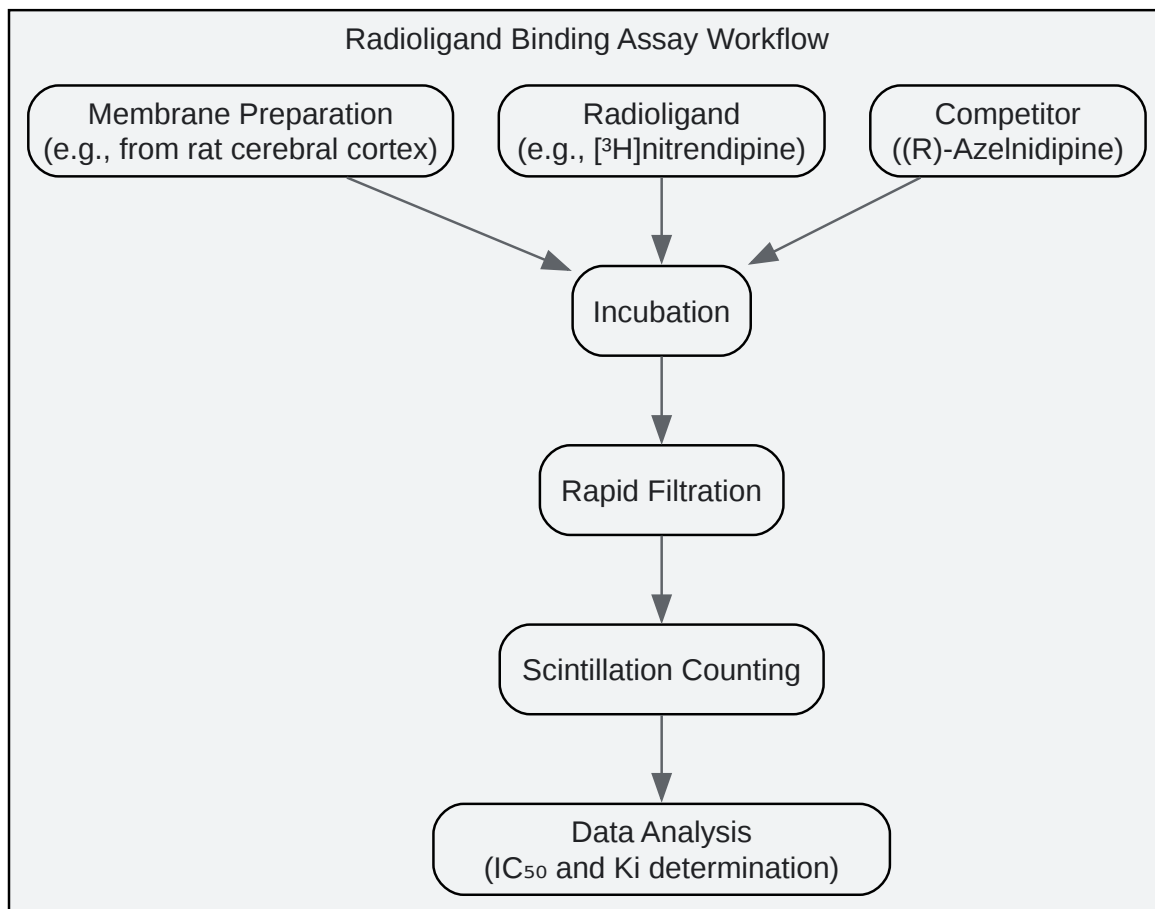 Radioligand Binding Assay Workflow
Membrane Preparation
(e.g., from rat cerebral cortex)
Radioligand
(e.g., [³H]nitrendipine)
Competitor
((R)-Azelnidipine)
Incubation
Rapid Filtration
Scintillation Counting
Data Analysis
(IC₅₀ and Ki determination)